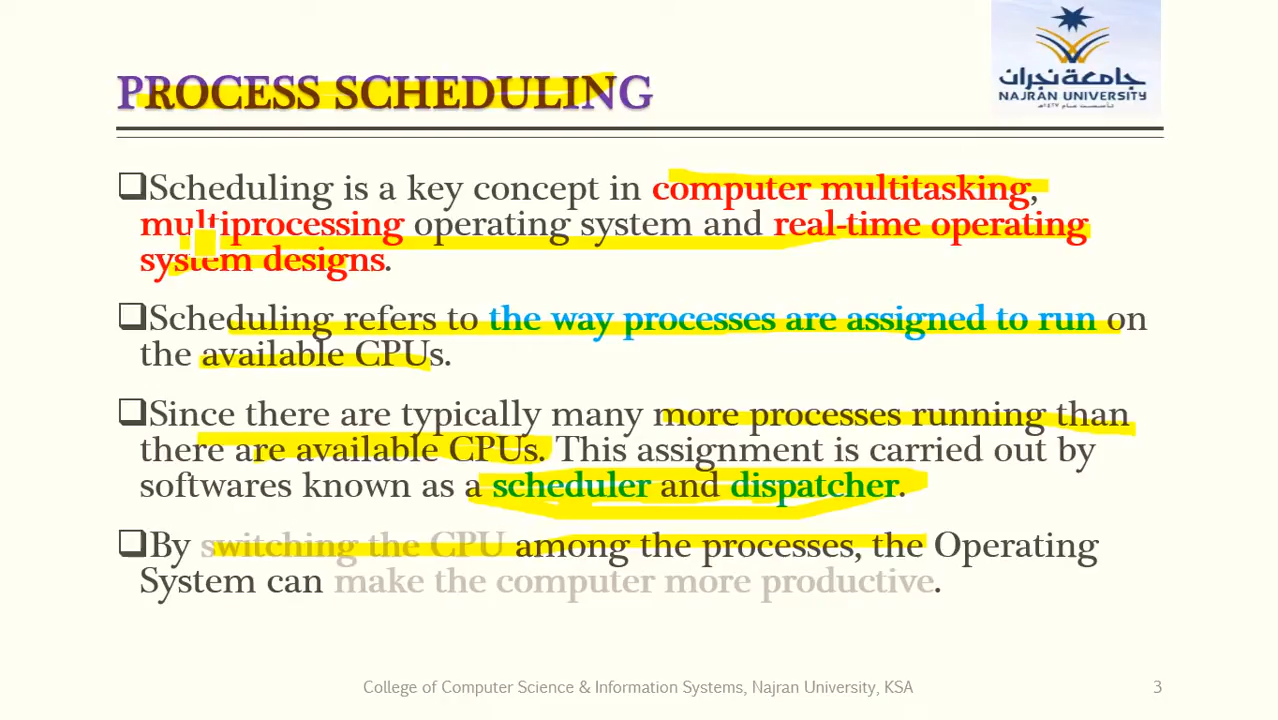 جامعة نجران
NAJRAN UNIVERSITY
PROCESS SCHEDULING
❑Scheduling is a key concept in computer multitasking,
multiprocessing operating system and real-time operating
system designs.
❑Scheduling refers to the way processes are assigned to run on
the available CPUs.
❑Since there are typically many more processes running than
there are available CPUs. This assignment is carried out by
softwares known as a scheduler and dispatcher.
❑By switching the CPU among the processes, the Operating
System can make the computer more productive.
College of Computer Science & Information Systems, Najran University, KSA
3